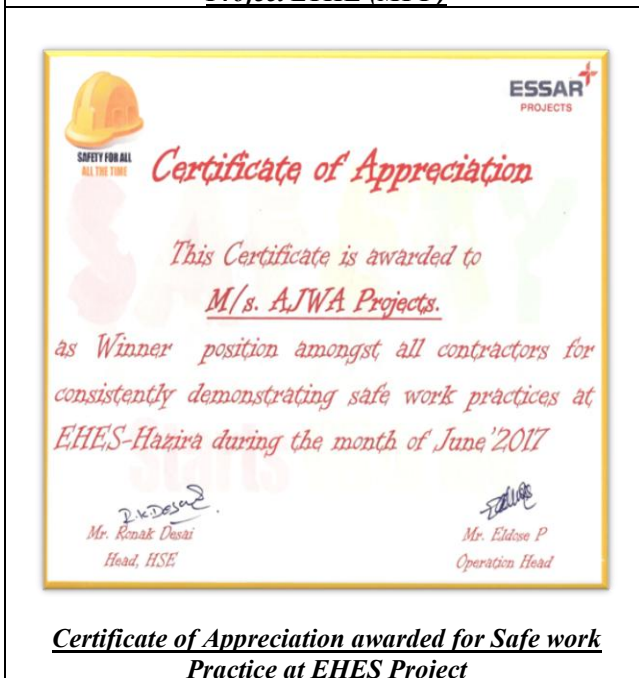 ESSAR
PROJECTS
SAFETY FOR ALL
ALL THE TIME
Certificate of Appreciation
This Certificate is awarded to
M/s. AJWA Projects.
as Winner position amongst all contractors for
consistently demonstrating safe work practices at
EHES-Hazira during the month of June'2017
R.K.Desai
Mr. Ronak Desai
Head, HSE
Mr. Eldose P
Operation Head
Certificate of Appreciation awarded for Safe work
Practice at EHES Project